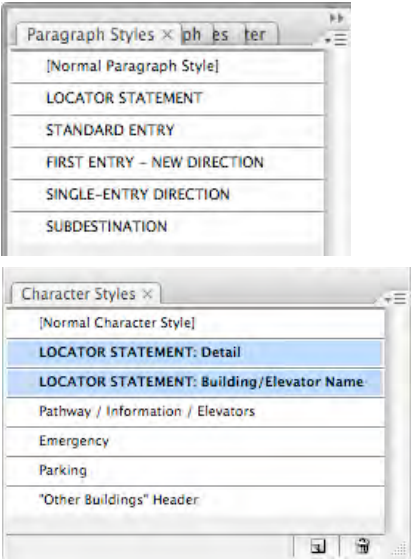 Paragraph Styles × ph es ter
[Normal Paragraph Style]
LOCATOR STATEMENT
STANDARD ENTRY
FIRST ENTRY – NEW DIRECTION
SINGLE-ENTRY DIRECTION
SUBDESTINATION
Character Styles ×
[Normal Character Style]
LOCATOR STATEMENT: Detail
LOCATOR STATEMENT: Building/Elevator Name
Pathway / Information / Elevators
Emergency
Parking
"Other Buildings" Header